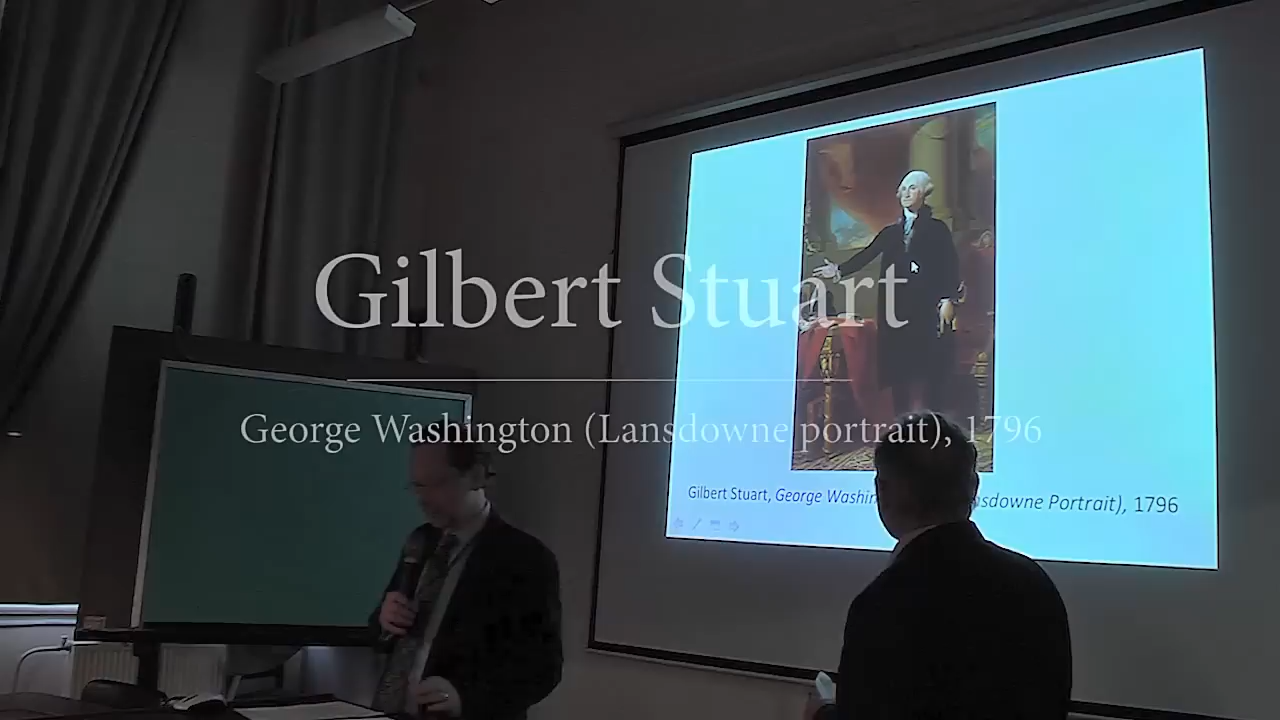 Gilbert Stuart
George Washington (Lansdowne portrait), 1796
Gilbert Stuart, George Washin sdowne Portrait), 1796